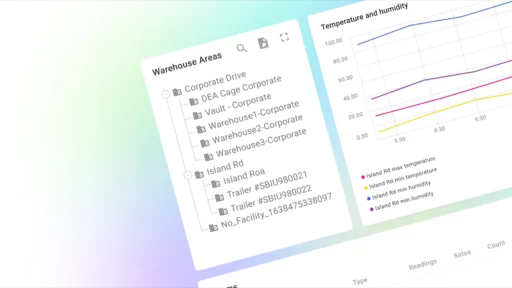 Warehouse Areas
Corporate Drive
DEA Cage Corporate
Vault - Corporate
Warehouse1-Corporate
Warehouse2-Corporate
Warehouse3-Corporate
Island Rd
Island Roa
Trailer #SBIU980021
Trailer #SBIU980022
No_Facility_1638475338097
Temperature and humidity
100.00
80.00
60.00
40.00
20.00
0.00
9:30
9:30
9:30
Island Rd max temperature
Island Rd min temperature
Island Rd min humidity
Island Rd min humidity
Type
Readings
Satus
Count